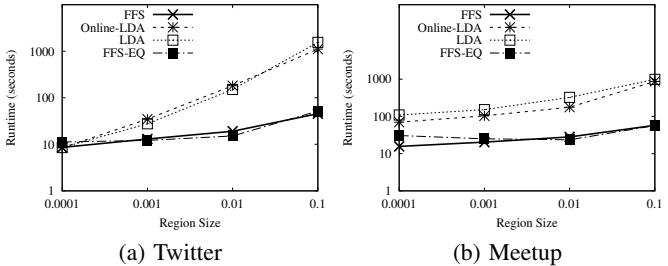 FFS
Online-LDA
LDA
FFS-EQ
Runtime (seconds)
1000
100
10
1
0.0001 0.001 0.01 0.1
Region Size
(a) Twitter
FFS
Online-LDA
LDA
FFS-EQ
Runtime (seconds)
1000
100
10
1
0.0001 0.001 0.01 0.1
Region Size
(b) Meetup